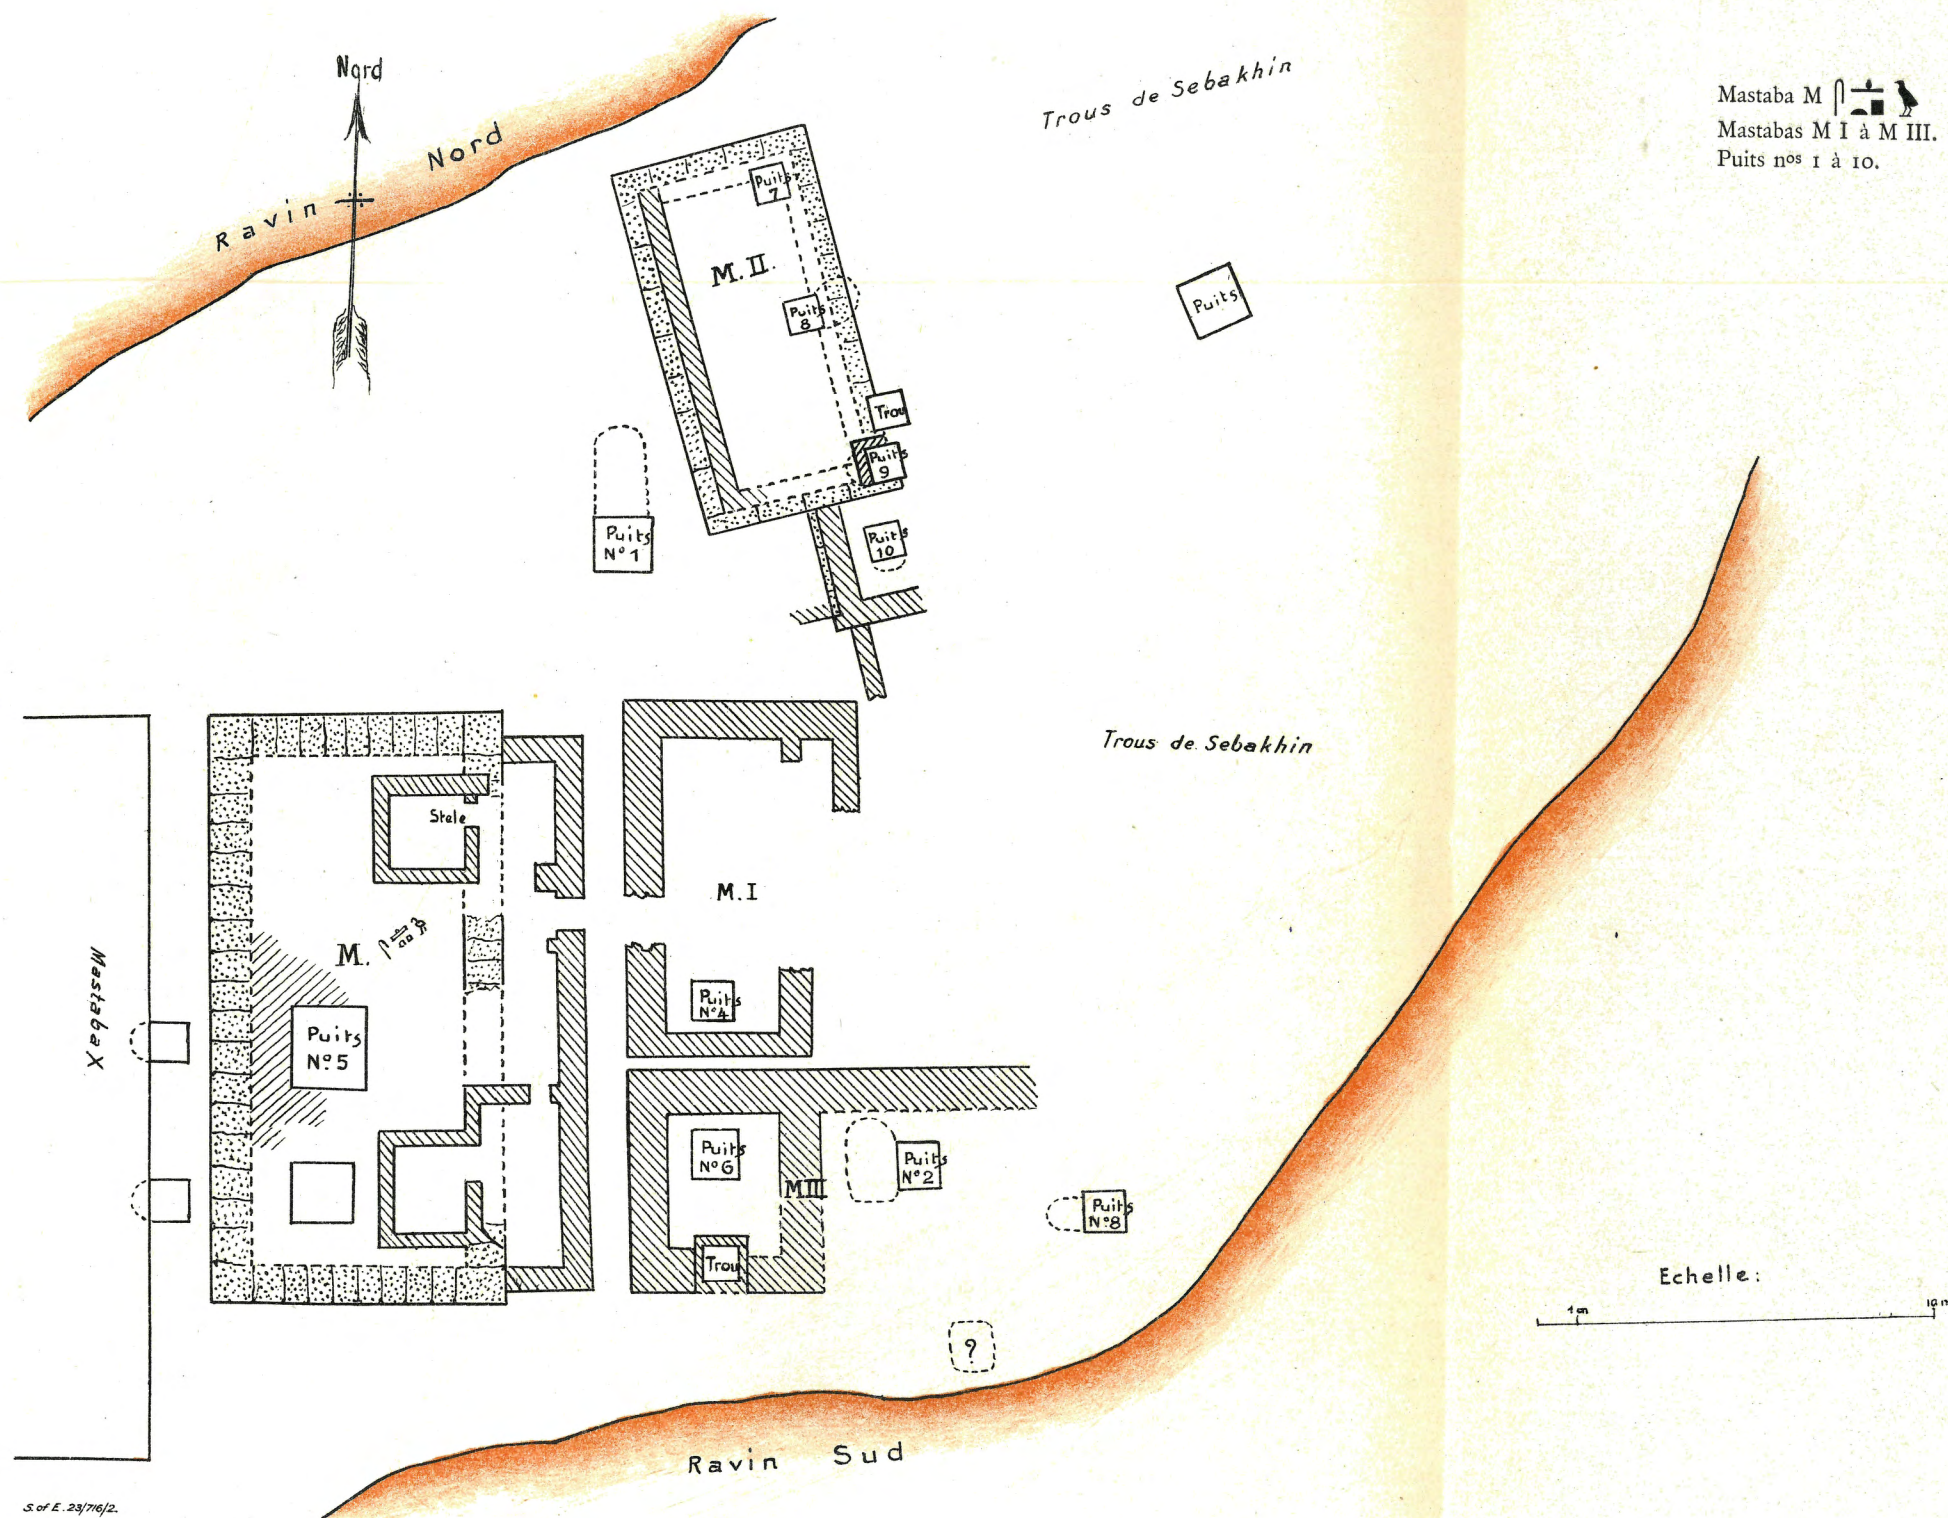 Nord
Ravin Nord
Trous de Sebakhin
Mastaba M
Mastabas M I à M III.
Puits nos 1 à 10.
Puits
7
M. II.
Puits
8
Puits
Trou
Puits
9
Puits
N° 1
Puits
10
Trous de Sebakhin
Stele
M. I
M.
Mastaba X
Puits
N° 4
Puits
N° 5
Puits
N° 6
M III
Puits
N° 2
Puits
N° 8
Trou
Echelle:
?
Ravin Sud
S. of E. 23/716/2.